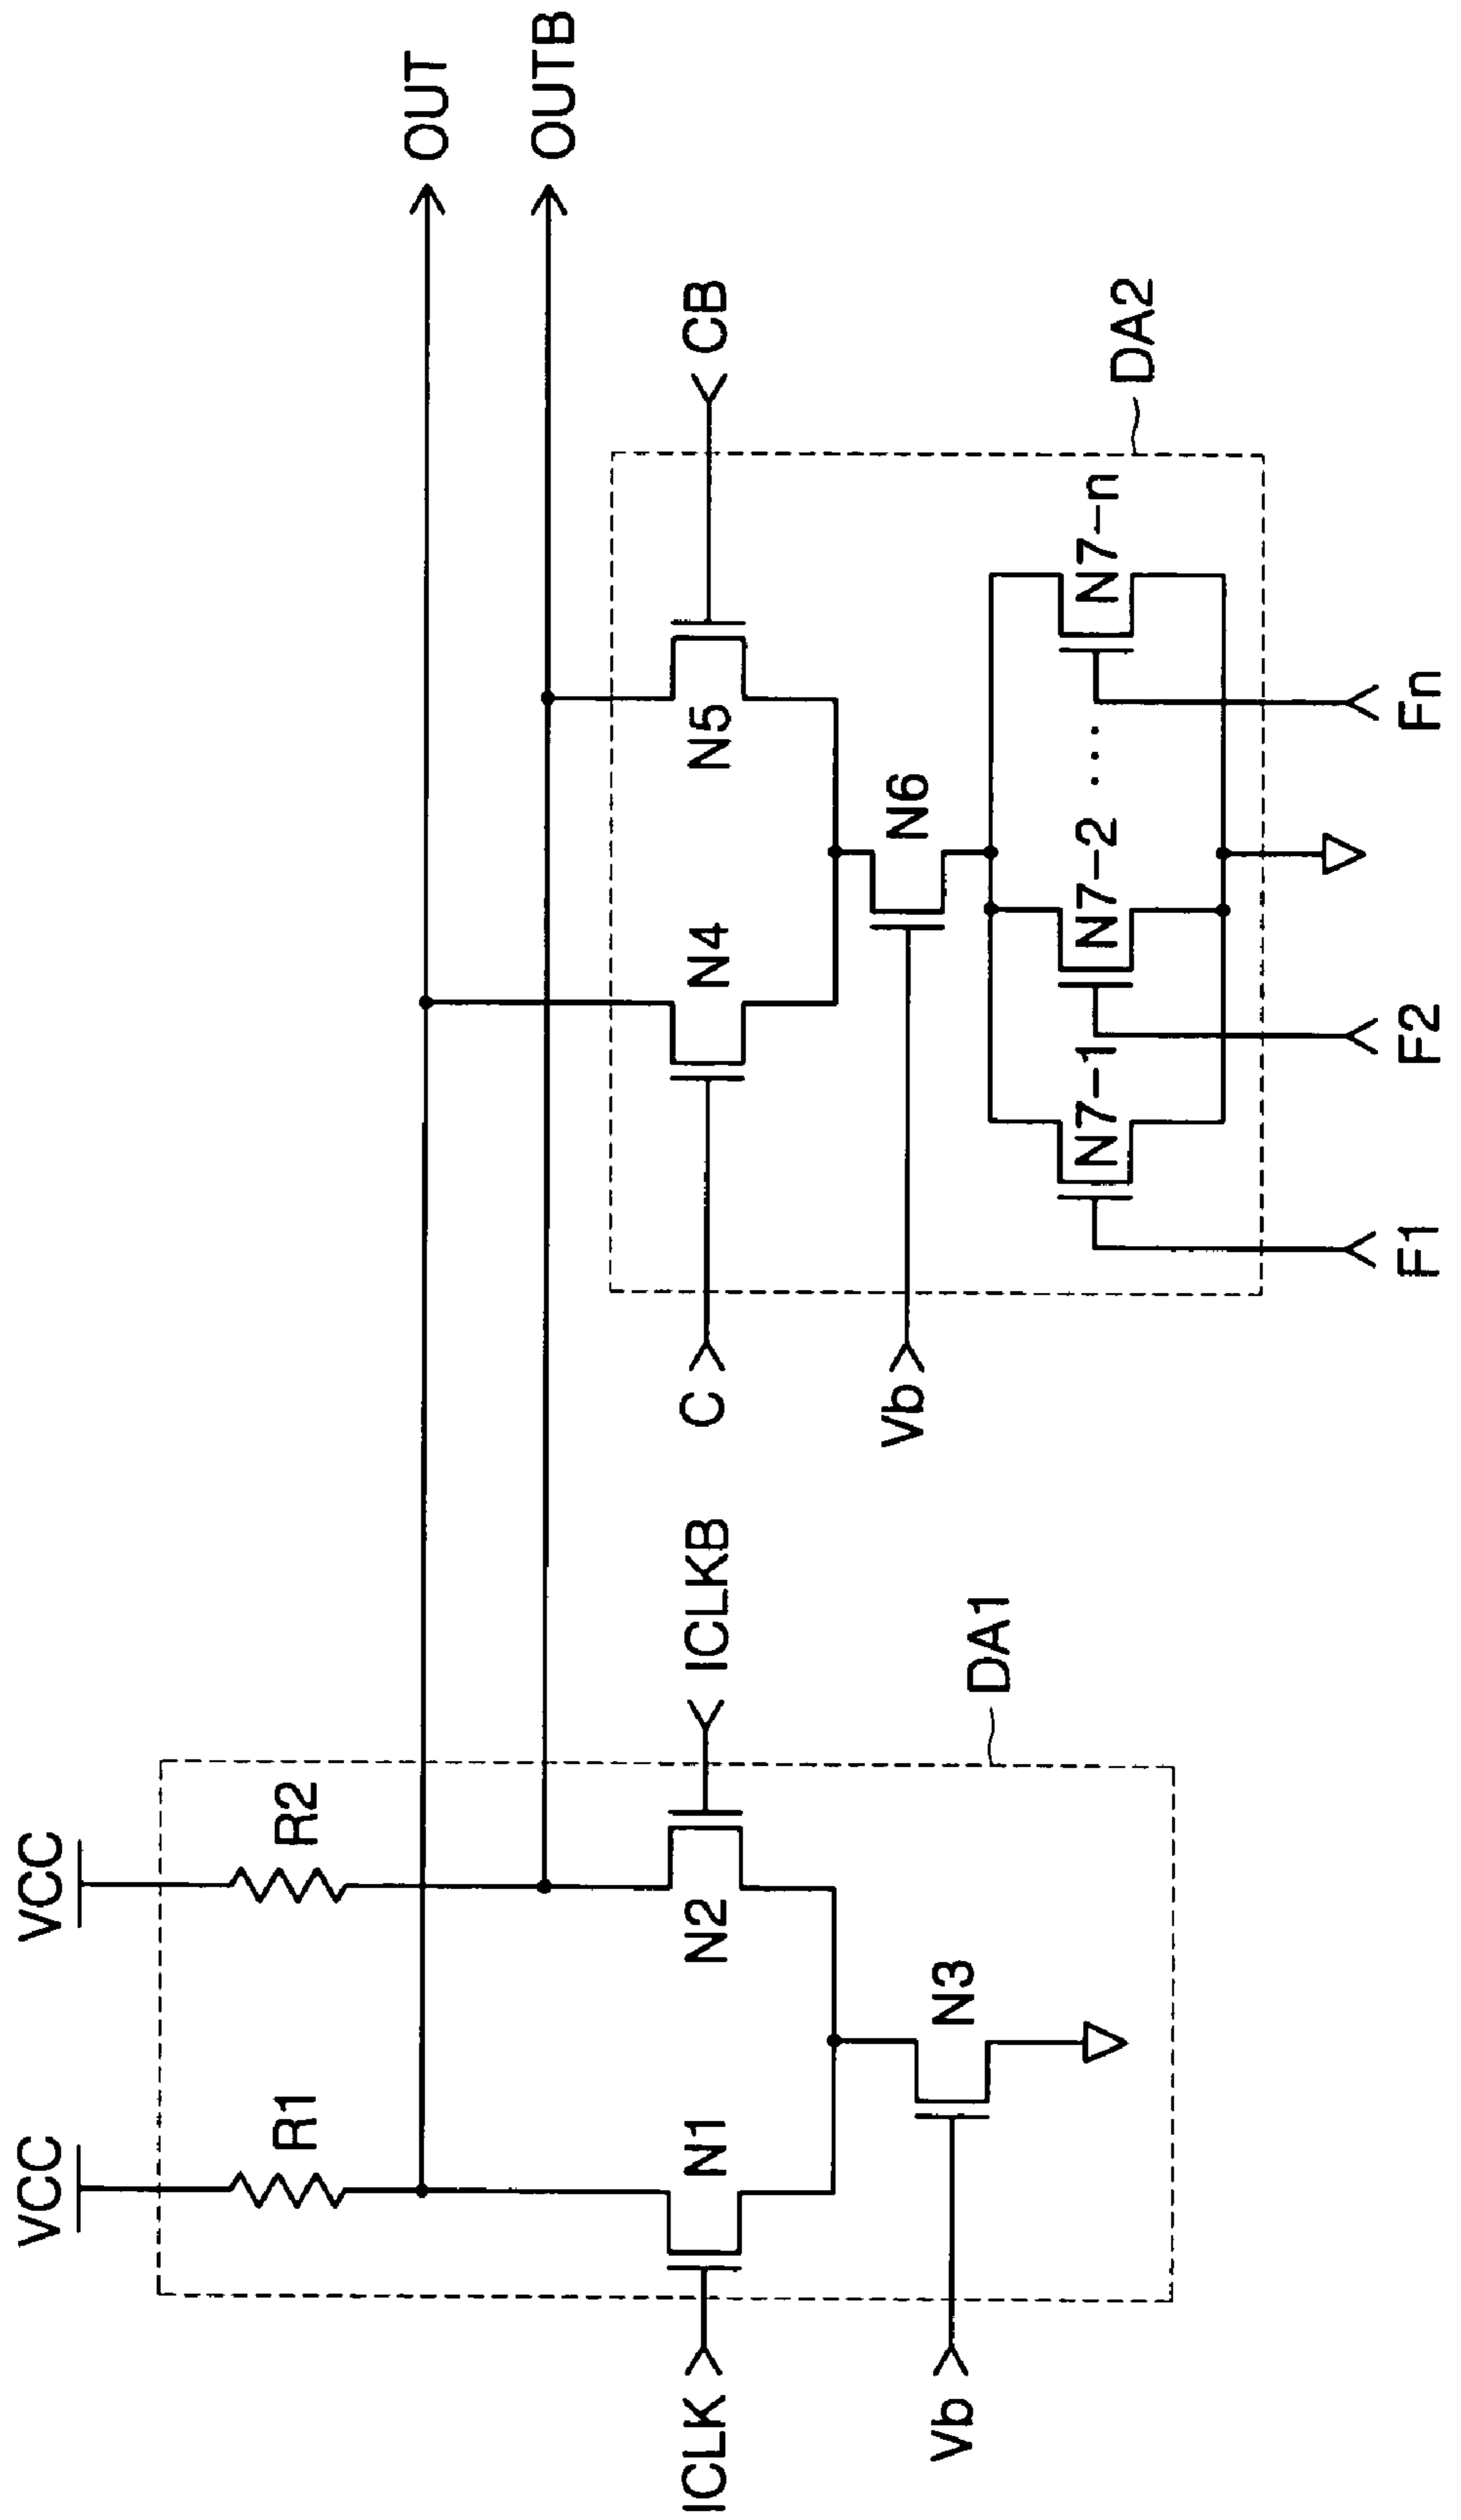 VCC
VCC
R1
R2
OUT
OUTB
ICLK
N1
N2
ICLKB
C
N4
N5
CB
Vb
N6
Vb
N3
DA1
N7-1
N7-2
....
N7-n
DA2
F1
F2
Fn